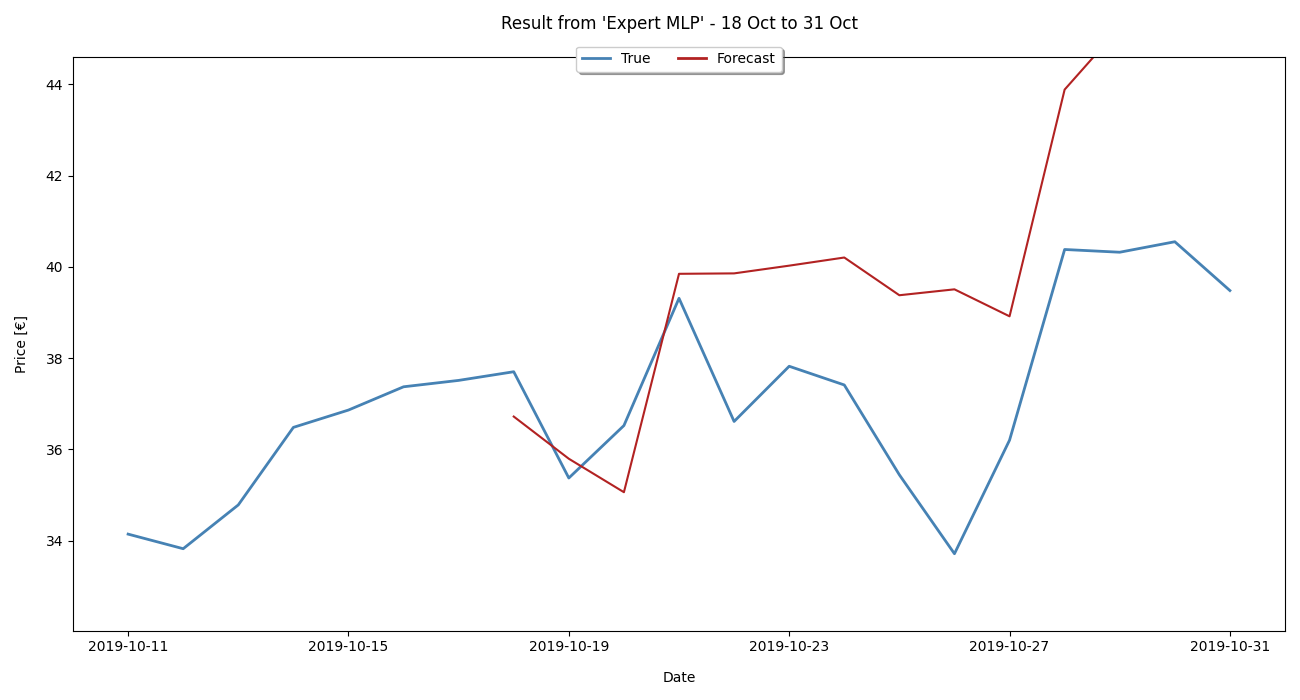 Result from 'Expert MLP' - 18 Oct to 31 Oct
True Forecast
44
42
40
38
36
34
Price [€]
2019-10-11 2019-10-15 2019-10-19 2019-10-23 2019-10-27 2019-10-31
Date